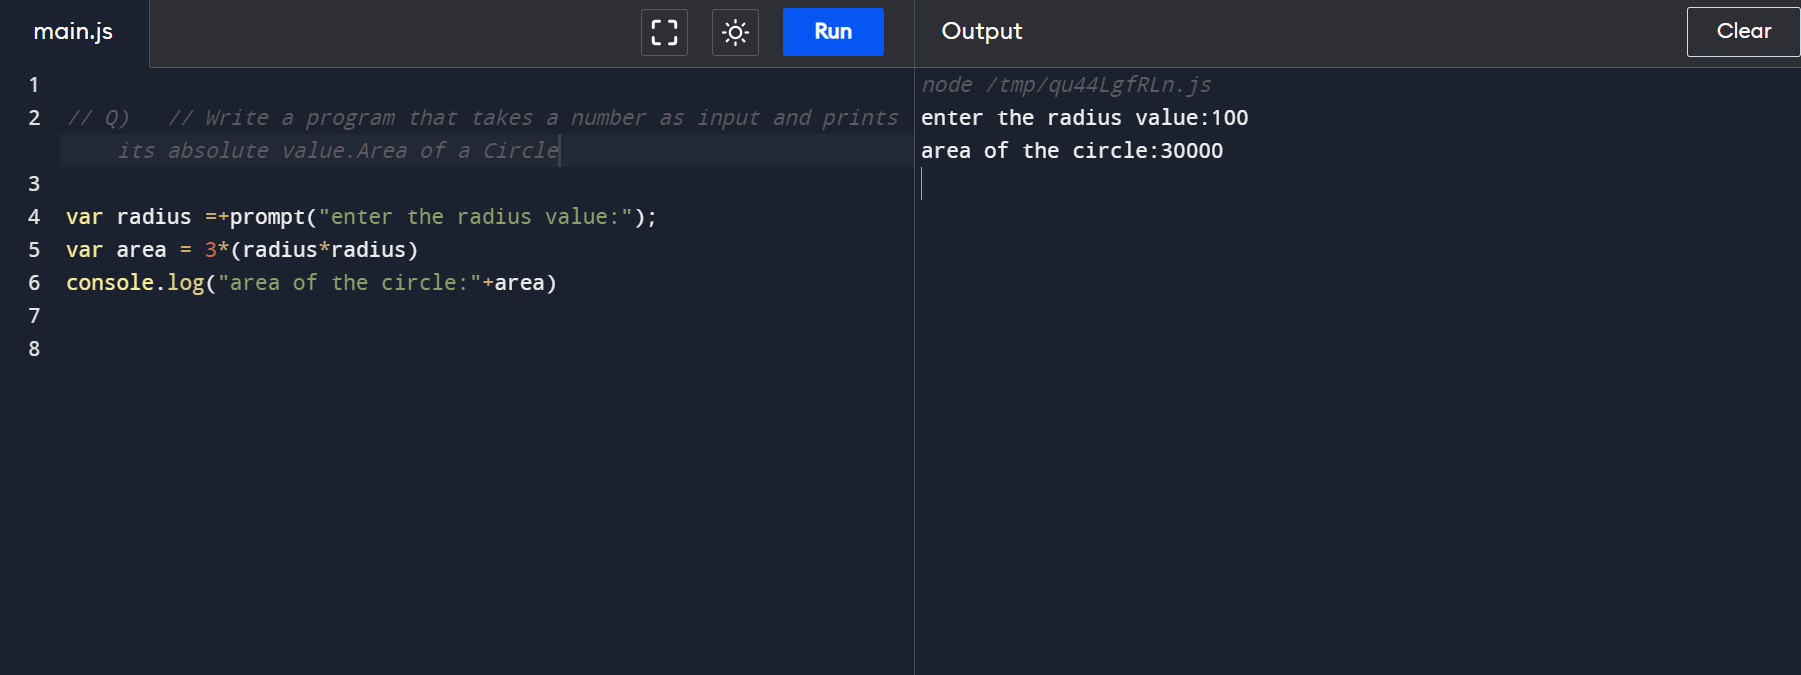 main.js Run Output Clear
1
2 // Q)   // Write a program that takes a number as input and prints
its absolute value.Area of a Circle
3
4 var radius =+prompt("enter the radius value:");
5 var area = 3*(radius*radius)
6 console.log("area of the circle:"+area)
7
8
node /tmp/qu44LgfRLn.js
enter the radius value:100
area of the circle:30000